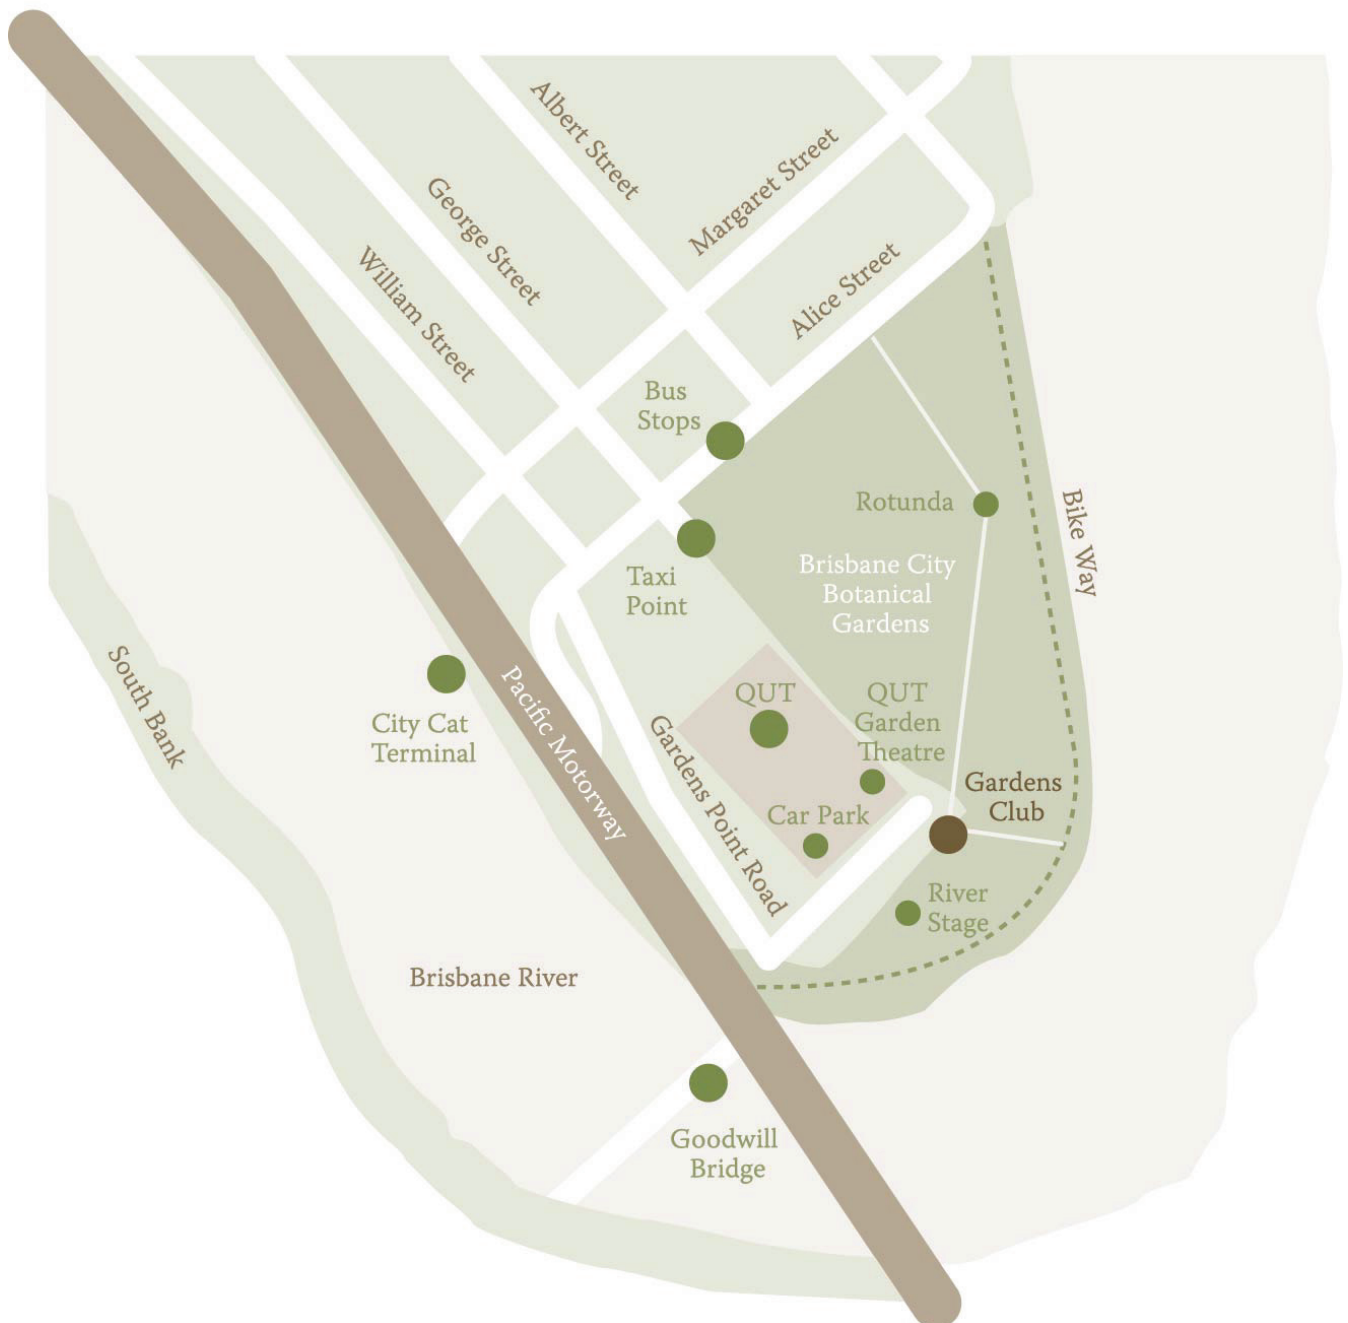 Albert Street
Margaret Street
George Street
William Street
Alice Street
Bus
Stops
Rotunda
Bike Way
Brisbane City
Botanical
Gardens
Taxi
Point
South Bank
City Cat
Terminal
Pacific Motorway
QUT
QUT
Garden
Theatre
Gardens Point Road
Car Park
Gardens
Club
River
Stage
Brisbane River
Goodwill
Bridge